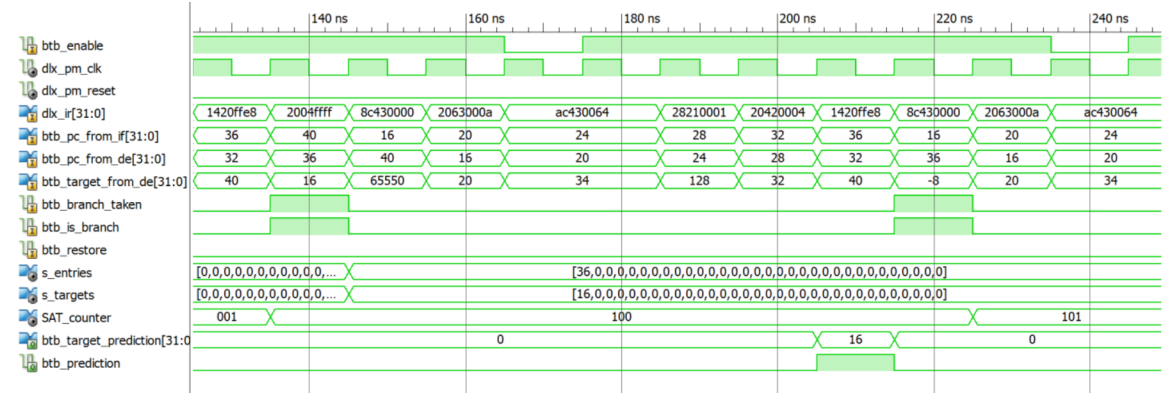 140 ns 160 ns 180 ns 200 ns 220 ns 240 ns
btb_enable
dlx_pm_clk
dlx_pm_reset
dlx_ir[31:0] 1420ffe8 2004ffff 8c430000 2063000a ac430064 28210001 20420004 1420ffe8 8c430000 2063000a ac430064
btb_pc_from_if[31:0] 36 40 16 20 24 28 32 36 16 20 24
btb_pc_from_de[31:0] 32 36 40 16 20 24 28 32 36 16 20
btb_target_from_de[31:0] 40 16 65550 20 34 128 32 40 -8 20 34
btb_branch_taken
btb_is_branch
btb_restore
s_entries [0,0,0,0,0,0,0,0,0,0,0,0,... [36,0,0,0,0,0,0,0,0,0,0,0,0,0,0,0,0,0,0,0,0,0,0,0,0,0,0,0,0,0,0,0]
s_targets [0,0,0,0,0,0,0,0,0,0,0,0,... [16,0,0,0,0,0,0,0,0,0,0,0,0,0,0,0,0,0,0,0,0,0,0,0,0,0,0,0,0,0,0,0]
SAT_counter 001 100 101
btb_target_prediction[31:0 0 16 0
btb_prediction